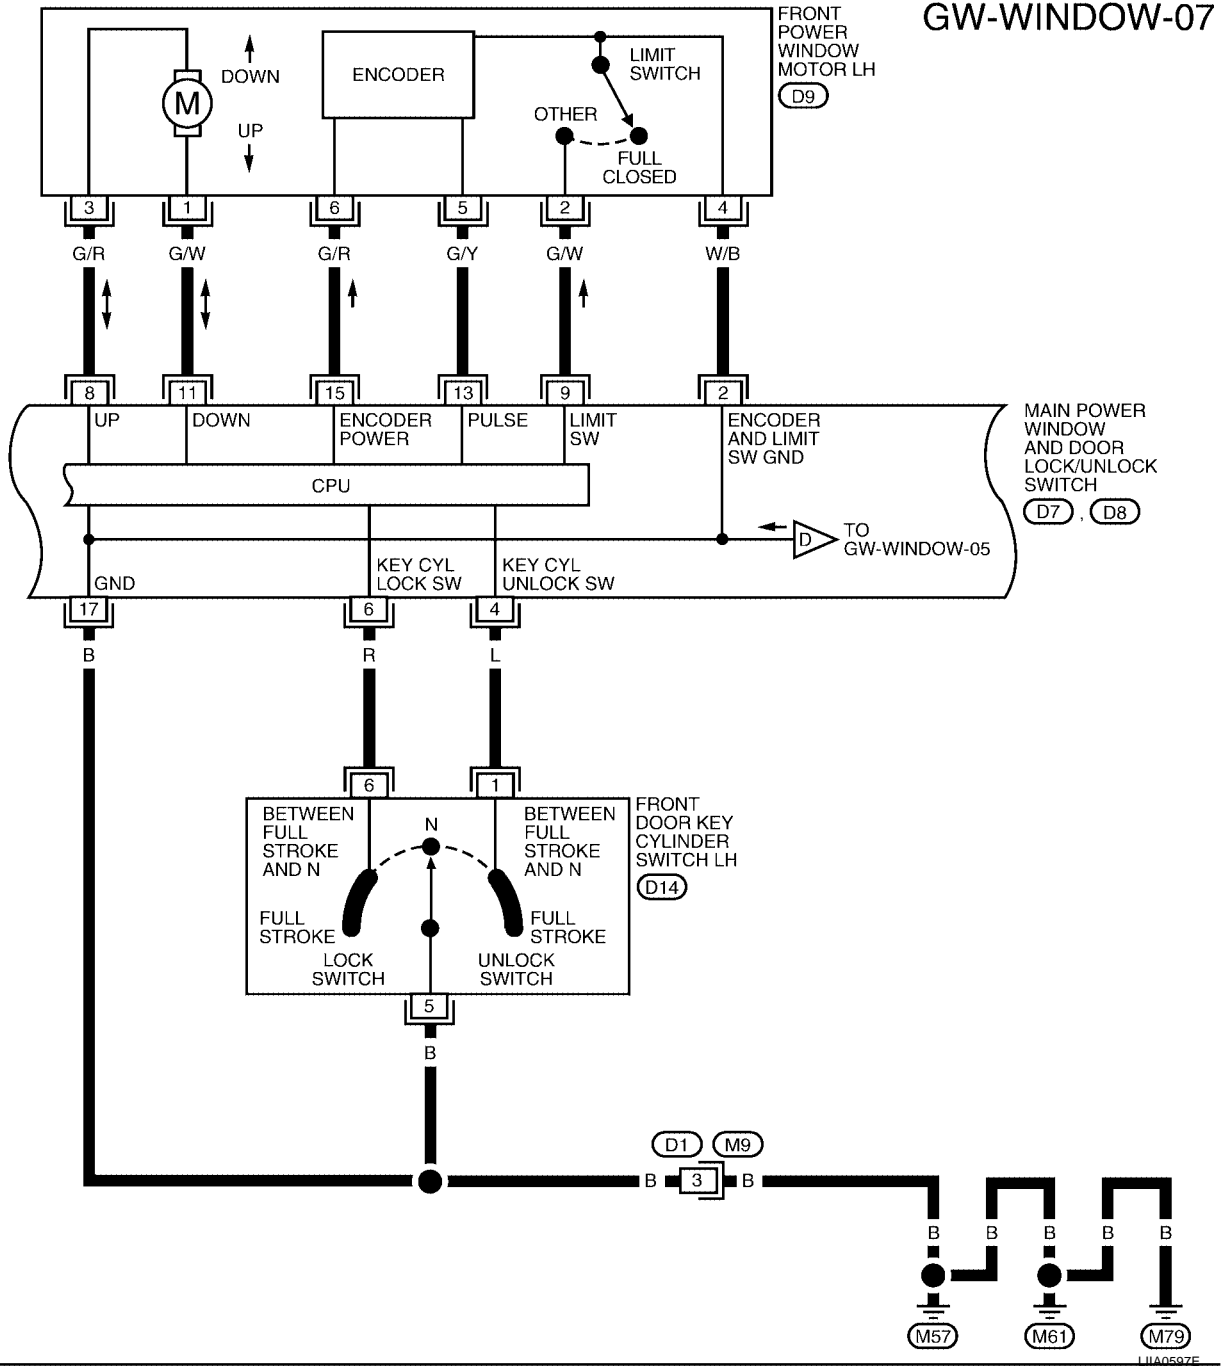 GW-WINDOW-07
FRONT
POWER
WINDOW
MOTOR LH
D9
DOWN
UP
M
ENCODER
LIMIT
SWITCH
OTHER
FULL
CLOSED
3 1 6 5 2 4
G/R G/W G/R G/Y G/W W/B
8 11 15 13 9 2
UP
DOWN
ENCODER
POWER
PULSE
LIMIT
SW
ENCODER
AND LIMIT
SW GND
MAIN POWER
WINDOW
AND DOOR
LOCK/UNLOCK
SWITCH
D7 , D8
CPU
D
TO
GW-WINDOW-05
GND
KEY CYL
LOCK SW
KEY CYL
UNLOCK SW
17 6 4
B R L
6 1
BETWEEN
FULL
STROKE
AND N
N
BETWEEN
FULL
STROKE
AND N
FRONT
DOOR KEY
CYLINDER
SWITCH LH
D14
FULL
STROKE
FULL
STROKE
LOCK
SWITCH
UNLOCK
SWITCH
5
B
D1 M9
B 3 B
B B B B B
M57 M61 M79
LIIA0597E